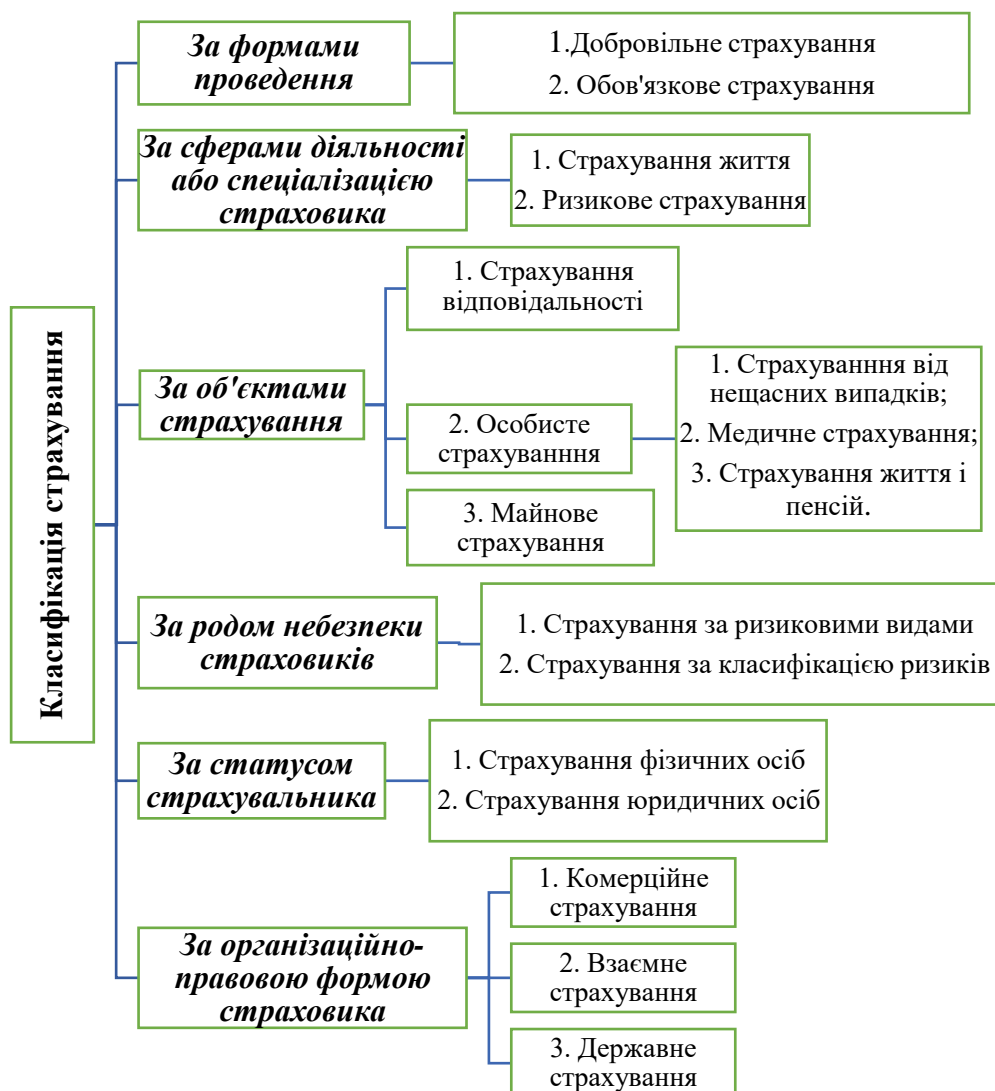 Класифікація страхування
За формами
проведення
1.Добровільне страхування
2. Обов'язкове страхування
За сферами діяльності
або спеціалізацією
страховика
1. Страхування життя
2. Ризикове страхування
За об'єктами
страхування
1. Страхування
відповідальності
2. Особисте
страхуванння
1. Страхуванння від
нещасних випадків;
2. Медичне страхування;
3. Страхування життя і
пенсій.
3. Майнове
страхування
За родом небезпеки
страховиків
1. Страхування за ризиковими видами
2. Страхування за класифікацією ризиків
За статусом
страхувальника
1. Страхування фізичних осіб
2. Страхування юридичних осіб
За організаційно-
правовою формою
страховика
1. Комерційне
страхування
2. Взаємне
страхування
3. Державне
страхування